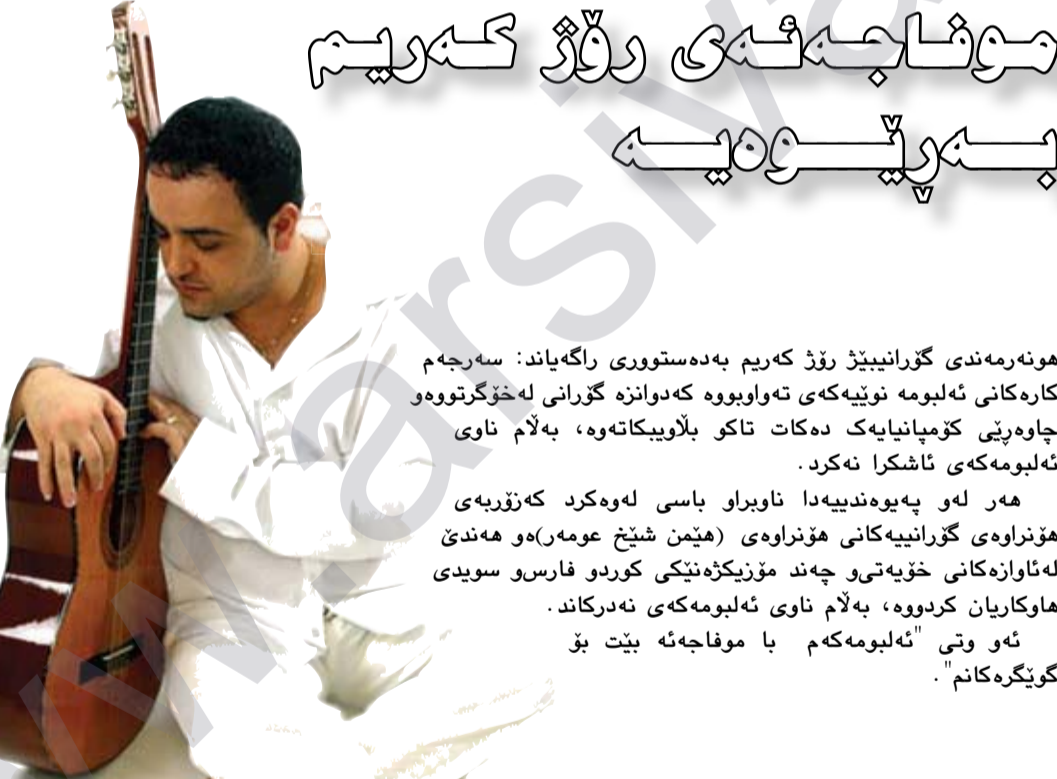 موفاجەئەی رۆژ کەریم
بەڕێوەیە
هونەرمەندی گۆرانیبێژ رۆژ کەریم بەدەستووری راگەیاند: سەرجەم
کارەکانی ئەلبومە نوێیەکەی تەواوبووە کەدوانزە گۆرانی لەخۆگرتووەو
چاوەڕێی کۆمپانیایەک دەکات تاکو بڵاویبکاتەوە، بەڵام ناوی
ئەلبومەکەی ئاشکرا نەکرد.
هەر لەو پەیوەندییەدا ناوبراو باسی لەوەکرد کەزۆربەی
هۆنراوەی گۆرانییەکانی هۆنراوەی (هێمن شێخ عومەر)ەو هەندێ
لەئاوازەکانی خۆیەتی‌و چەند مۆزیکژەنێکی کوردو فارس‌و سویدی
هاوکاریان کردووە، بەڵام ناوی ئەلبومەکەی نەدرکاند.
ئەو وتی "ئەلبومەکەم با موفاجەئە بێت بۆ
گوێگرەکانم".